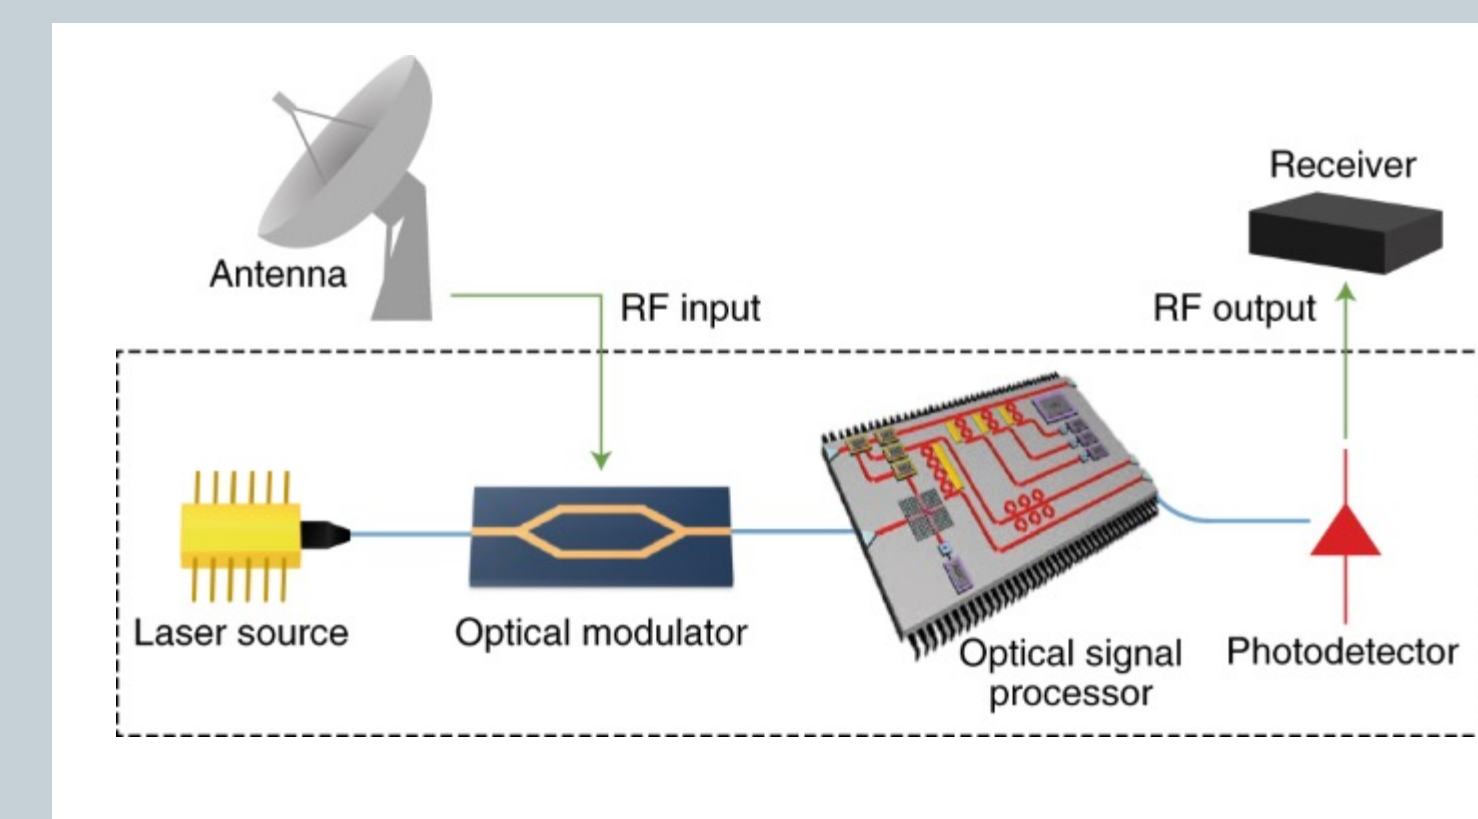 Receiver
Antenna
RF input
RF output
Laser source
Optical modulator
Optical signal
processor
Photodetector